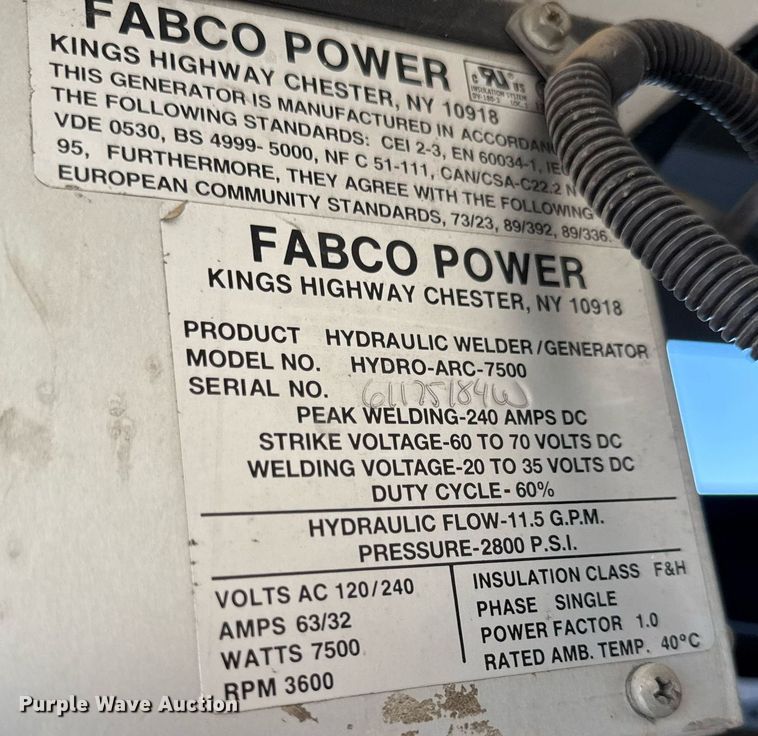 FABCO POWER
KINGS HIGHWAY CHESTER, NY 10918
THIS GENERATOR IS MANUFACTURED IN
THE FOLLOWING STANDARDS: CEI 2-3, EN 60034-1,
VDE 0530, BS 4999-5000, NF C 51-111, CAN/CSA-C22.2
95, FURTHERMORE, THEY AGREE WITH THE FOLLOWING
EUROPEAN COMMUNITY STANDARDS, 73/23, 89/392, 89/336.
INSULATION SYSTEM
FABCO POWER
KINGS HIGHWAY CHESTER, NY 10918
PRODUCT HYDRAULIC WELDER/GENERATOR
MODEL NO. HYDRO-ARC-7500
SERIAL NO. 61175184W
PEAK WELDING-240 AMPS DC
STRIKE VOLTAGE-60 TO 70 VOLTS DC
WELDING VOLTAGE-20 TO 35 VOLTS DC
DUTY CYCLE-60%
HYDRAULIC FLOW-11.5 G.P.M.
PRESSURE-2800 P.S.I.
VOLTS AC 120/240
AMPS 63/32
WATTS 7500
RPM 3600
INSULATION CLASS F&H
PHASE SINGLE
POWER FACTOR 1.0
RATED AMB. TEMP. 40°C
Purple Wave Auction